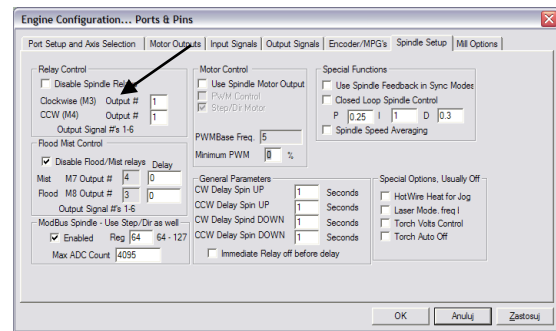 Engine Configuration... Ports & Pins
Port Setup and Axis Selection Motor Outputs Input Signals Output Signals Encoder/MPG's Spindle Setup Mill Options
Relay Control
Disable Spindle Relays
Clockwise (M3) Output # 1
CCW (M4) Output # 1
Output Signal #'s 1-6
Flood Mist Control
Disable Flood/Mist relays Delay
Mist M7 Output # 4 0
Flood M8 Output # 3 0
Output Signal #'s 1-6
ModBus Spindle - Use Step/Dir as well
Enabled Reg 64 64 - 127
Max ADC Count 4095
Motor Control
Use Spindle Motor Output
PWM Control
Step/Dir Motor
PWMBase Freq. 5
Minimum PWM 0 %
General Parameters
CW Delay Spin UP 1 Seconds
CCW Delay Spin UP 1 Seconds
CW Delay Spind DOWN 1 Seconds
CCW Delay Spin DOWN 1 Seconds
Immediate Relay off before delay
Special Functions
Use Spindle Feedback in Sync Modes
Closed Loop Spindle Control
P 0.25 I 1 D 0.3
Spindle Speed Averaging
Special Options, Usually Off
HotWire Heat for Jog
Laser Mode. freq I
Torch Volts Control
Torch Auto Off
OK Anuluj Zastosuj